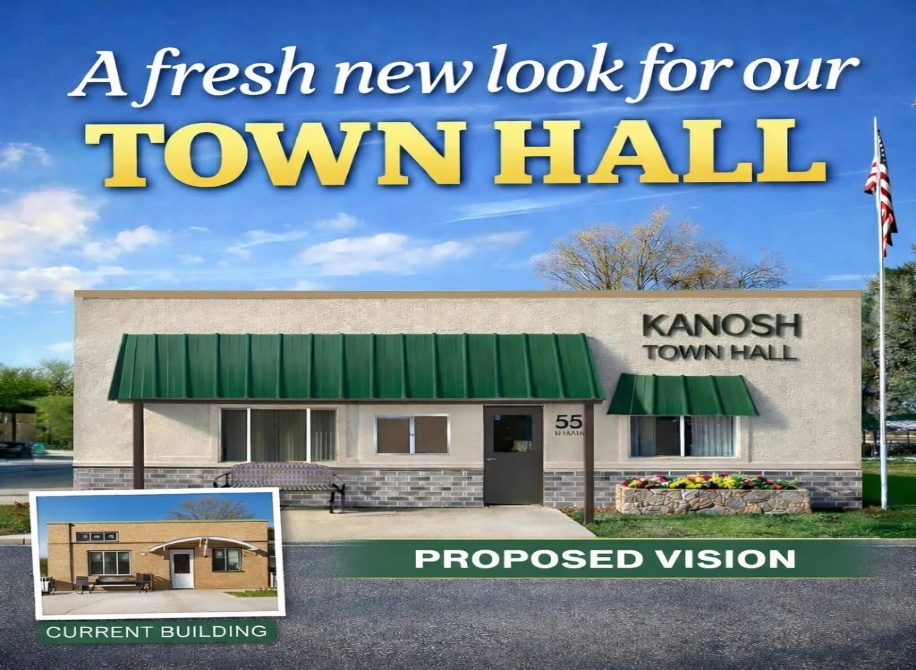 A fresh new look for our
TOWN HALL
KANOSH
TOWN HALL
55
PROPOSED VISION
CURRENT BUILDING